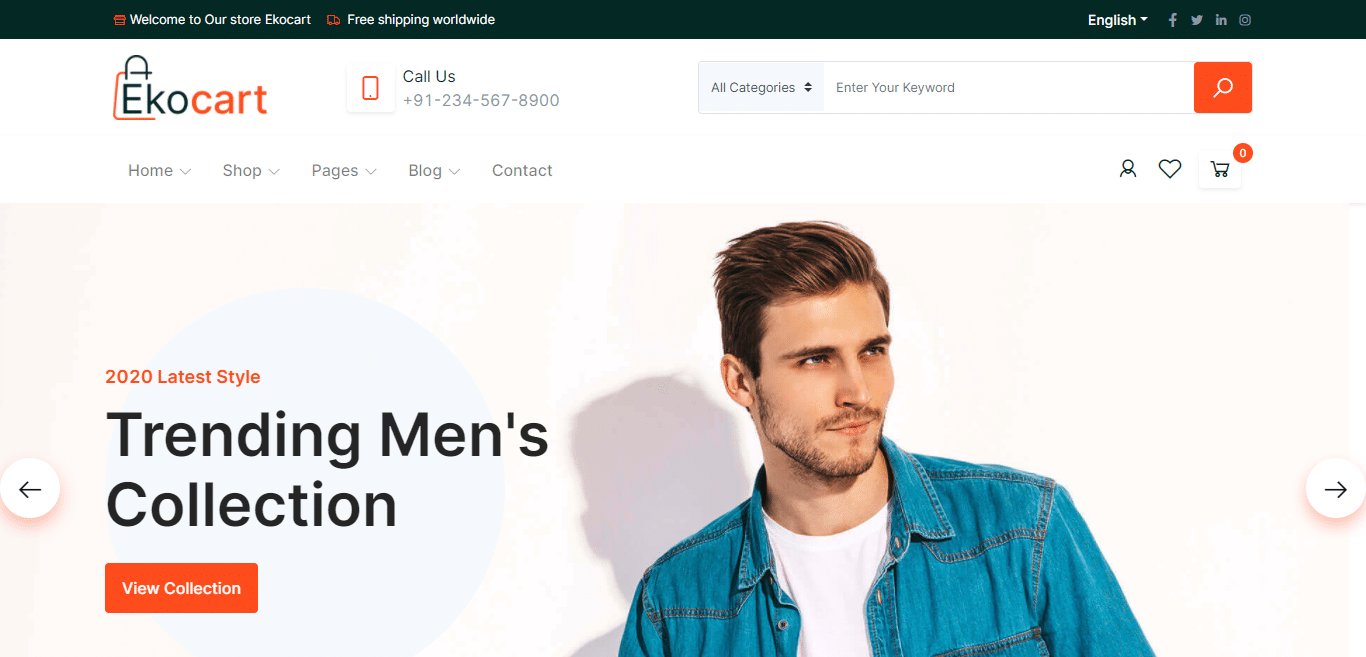 Welcome to Our store Ekocart Free shipping worldwide English
Ekocart
Call Us
+91-234-567-8900
All Categories Enter Your Keyword
Home Shop Pages Blog Contact
0
2020 Latest Style
Trending Men's
Collection
View Collection